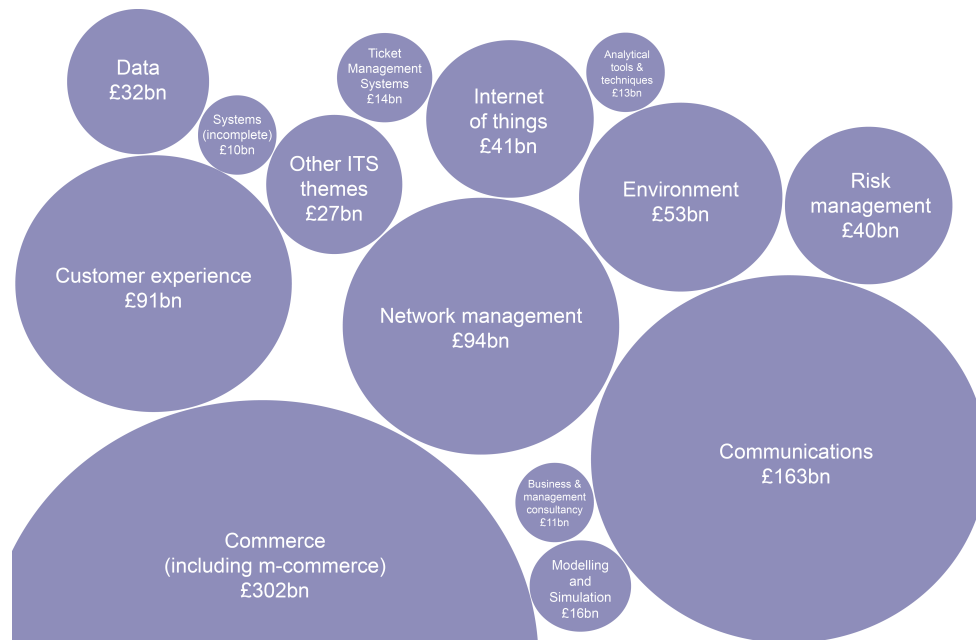 Data
£32bn
Systems
(incomplete)
£10bn
Ticket
Management
Systems
£14bn
Other ITS
themes
£27bn
Internet
of things
£41bn
Analytical
tools &
techniques
£13bn
Environment
£53bn
Risk
management
£40bn
Customer experience
£91bn
Network management
£94bn
Communications
£163bn
Business &
management
consultancy
£11bn
Commerce
(including m-commerce)
£302bn
Modelling
and
Simulation
£16bn